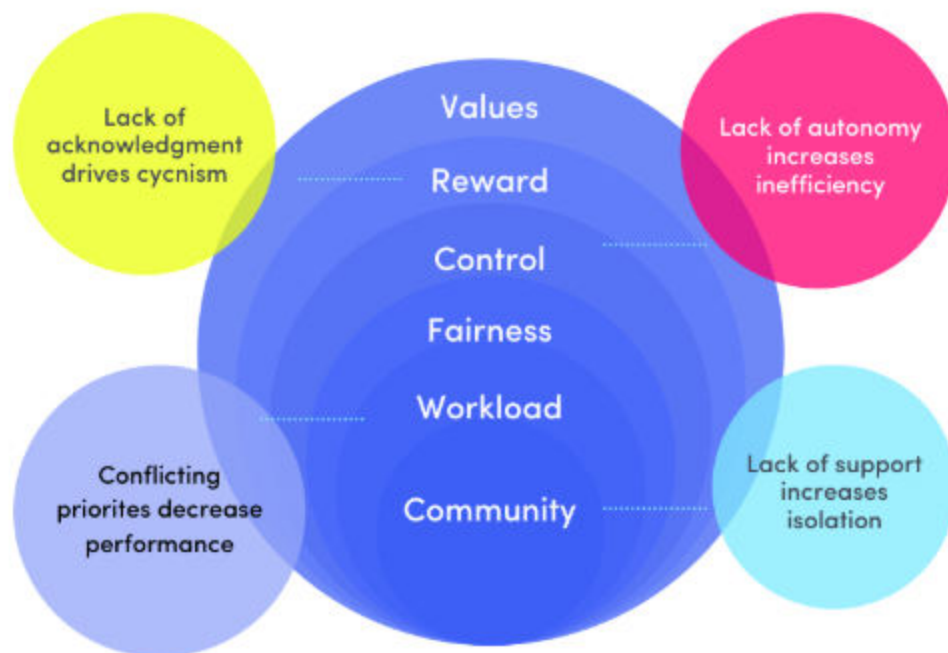 Values
Reward
Control
Fairness
Workload
Community
Lack of
acknowledgment
drives cycnism
Lack of autonomy
increases
inefficiency
Conflicting
priorites decrease
performance
Lack of support
increases
isolation